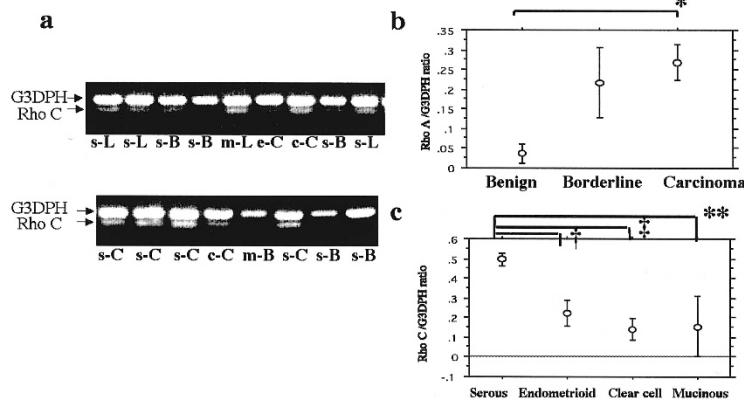 a
G3DPH
Rho C
s-L s-L s-B s-B m-L e-C c-C s-B s-L
G3DPH
Rho C
s-C s-C s-C c-C m-B s-C s-B s-B
b
*
Rho A /G3DPH ratio
.35
.3
.25
.2
.15
.1
.05
0
Benign Borderline Carcinoma
c
**
‡
†
Rho C /G3DPH ratio
.6
.5
.4
.3
.2
.1
0
-.1
Serous Endometrioid Clear cell Mucinous